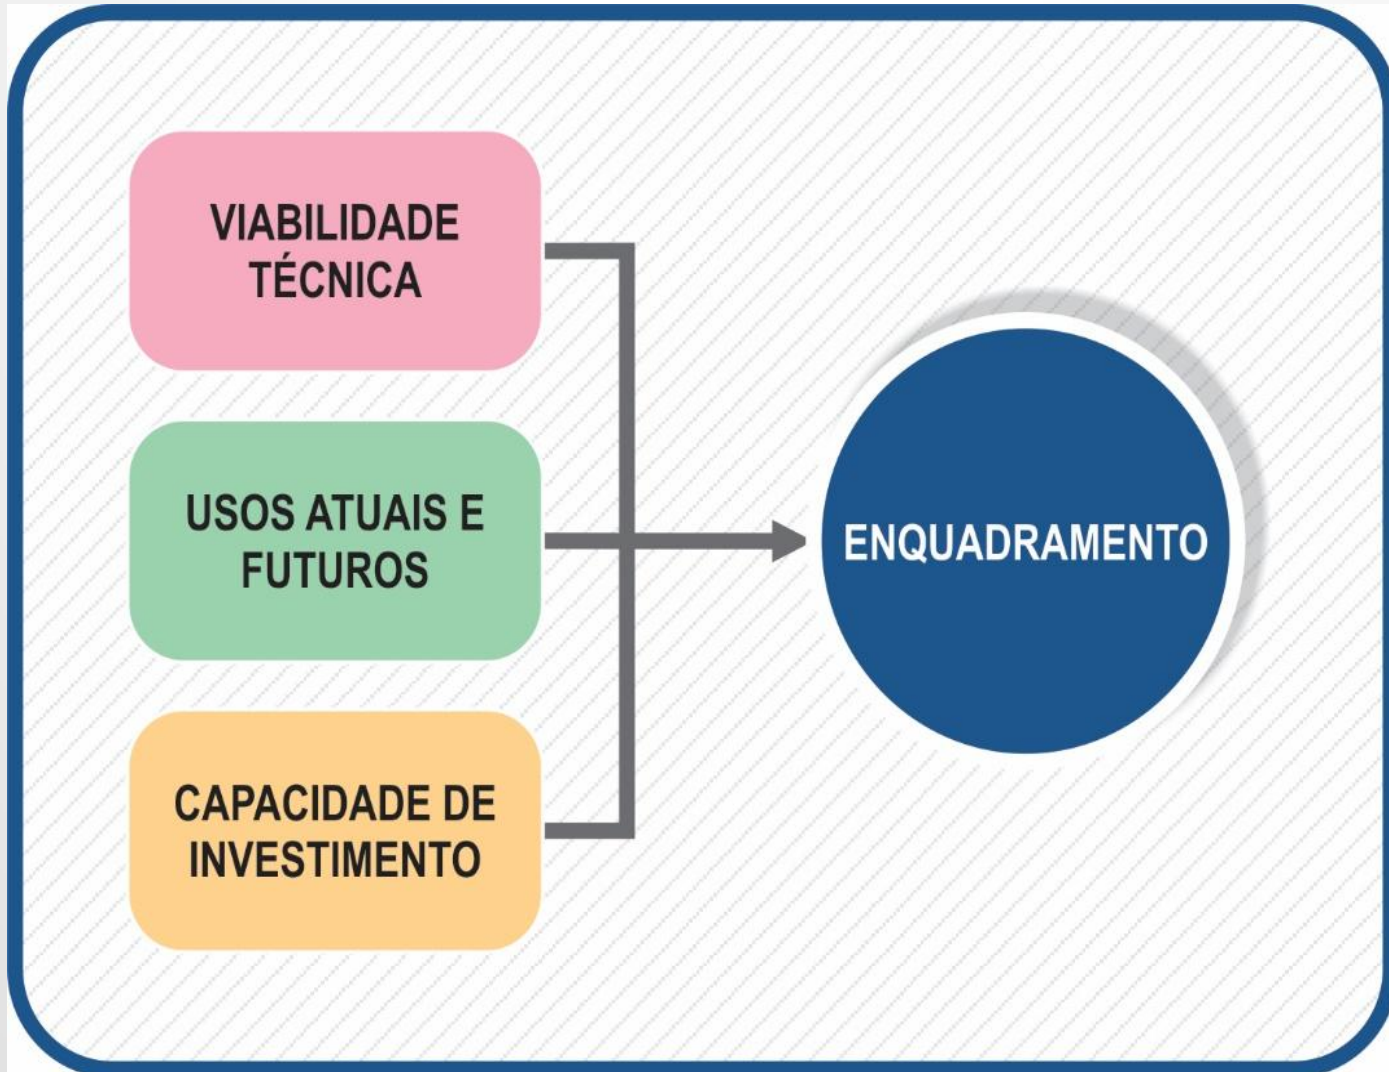 VIABILIDADE
TÉCNICA
USOS ATUAIS E
FUTUROS
CAPACIDADE DE
INVESTIMENTO
ENQUADRAMENTO